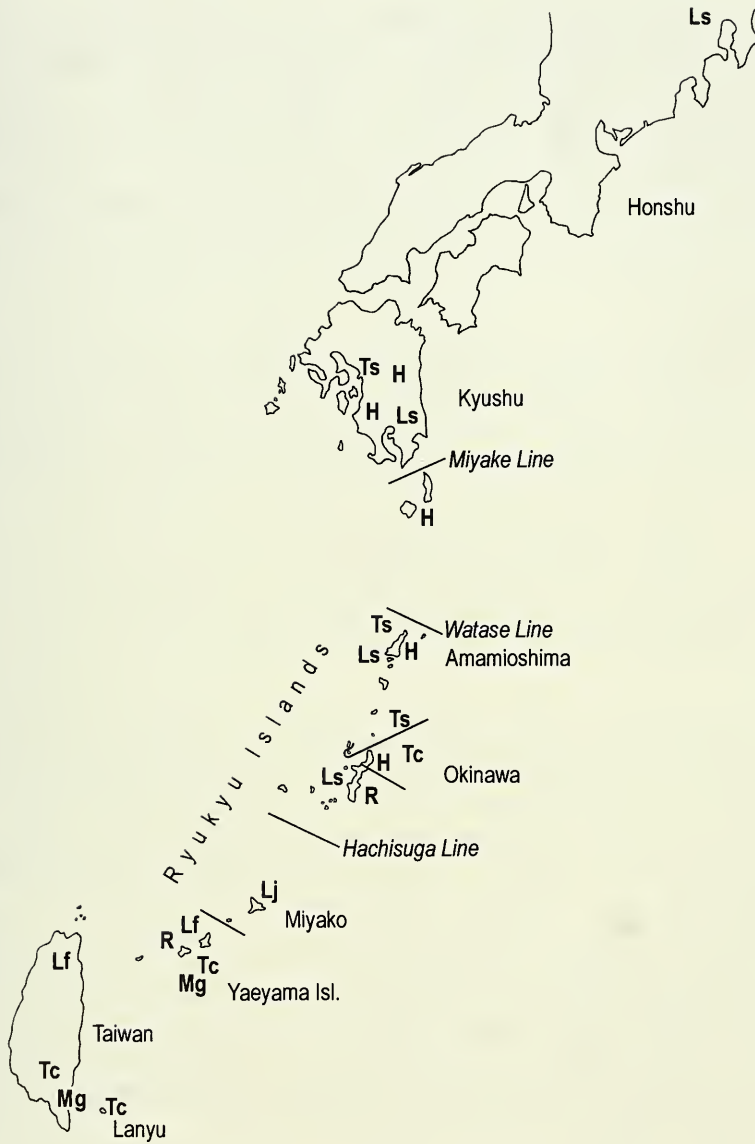 Ls
Honshu
Ts H
Kyushu
H Ls
Miyake Line
H
Ts
Watase Line
Ls H Amamioshima
Ts
H Tc
Ls Okinawa
R
Ryukyu Islands
Hachisuga Line
Lj
Miyako
Lf
R
Lf
Tc
Mg
Yaeyama Isl.
Taiwan
Tc
Mg
Tc
Lanyu